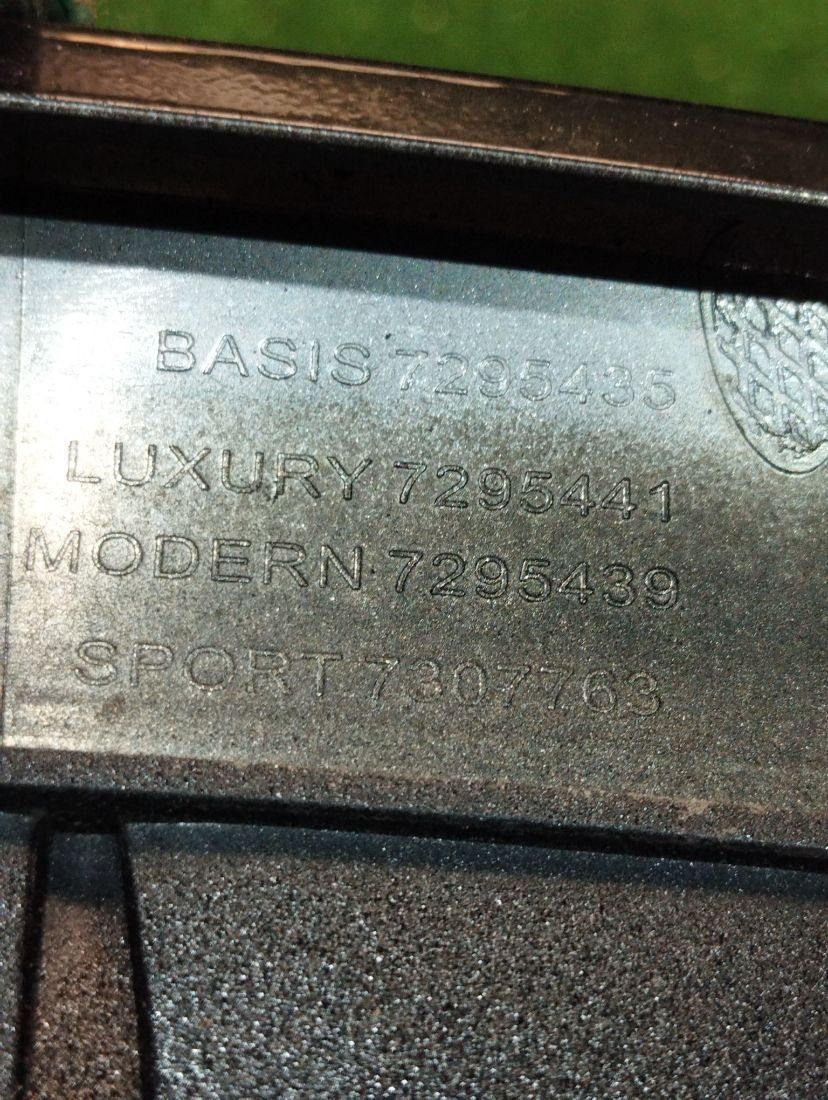 BASIS 7295435
LUXURY 7295441
MODERN 7295439
SPORT 7307763